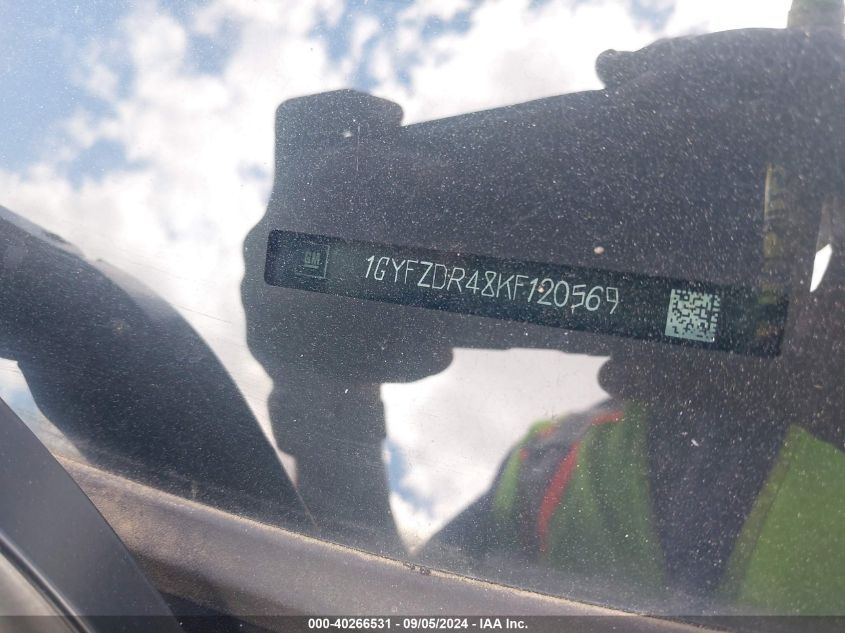 GM
1GYFZDR48KF120569
000-40266531 - 09/05/2024 - IAA Inc.